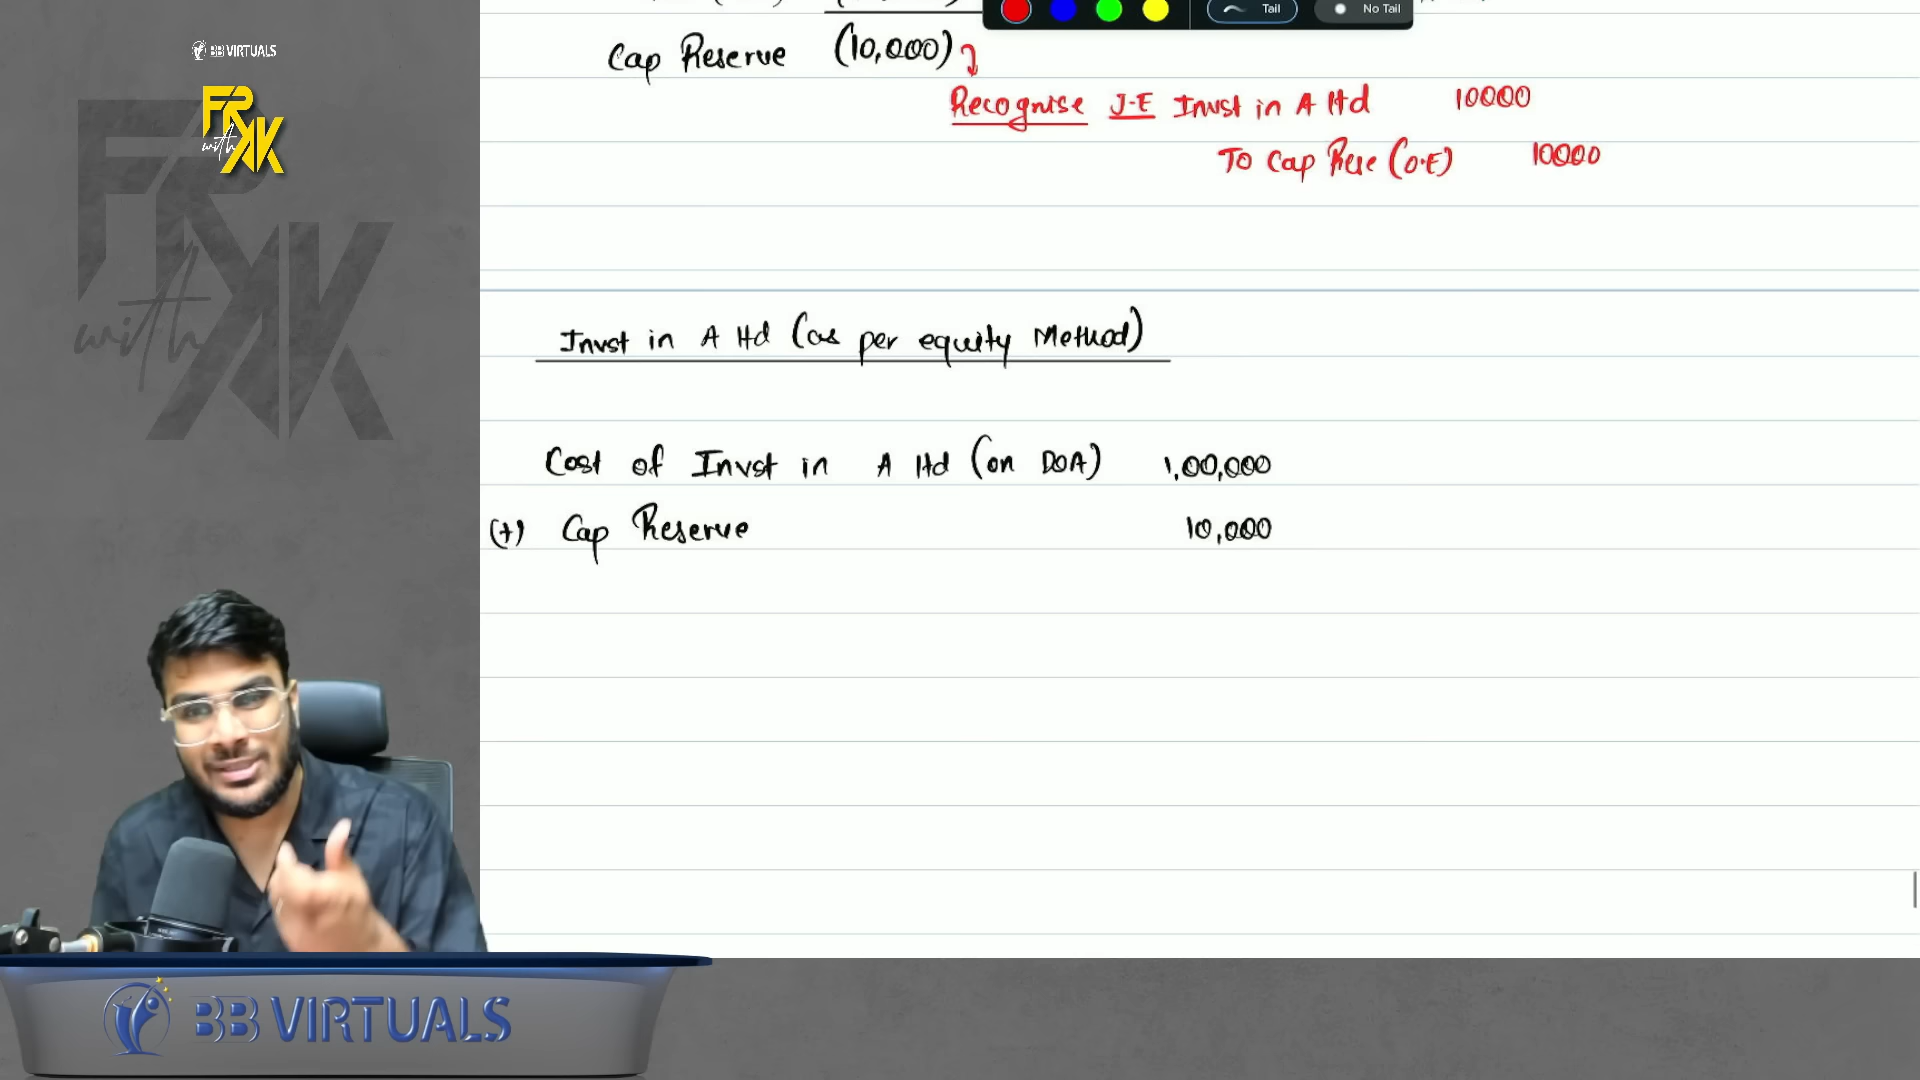 Tail
No Tail
BB VIRTUALS
FR
with
AK
Cap Reserve (10,000)
Recognise J-E Invst in A ltd 10000
To Cap Rese (O.E) 10000
Invst in A ltd (as per equity Method)
Cost of Invst in A ltd (on DOA) 1,00,000
(+) Cap Reserve 10,000
BB VIRTUALS